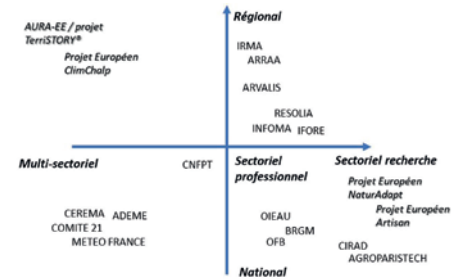 Régional
AURA-EE / projet
TerriSTORY®
Projet Européen
ClimChalp
IRMA
ARRAA
ARVALIS
RESOLIA
INFOMA IFORE
Multi-sectoriel
CNFPT
Sectoriel
professionnel
Sectoriel recherche
Projet Européen
NaturAdapt
Projet Européen
Artisan
CEREMA ADEME
COMITE 21
METEO FRANCE
OIEAU
BRGM
OFB
CIRAD
AGROPARISTECH
National